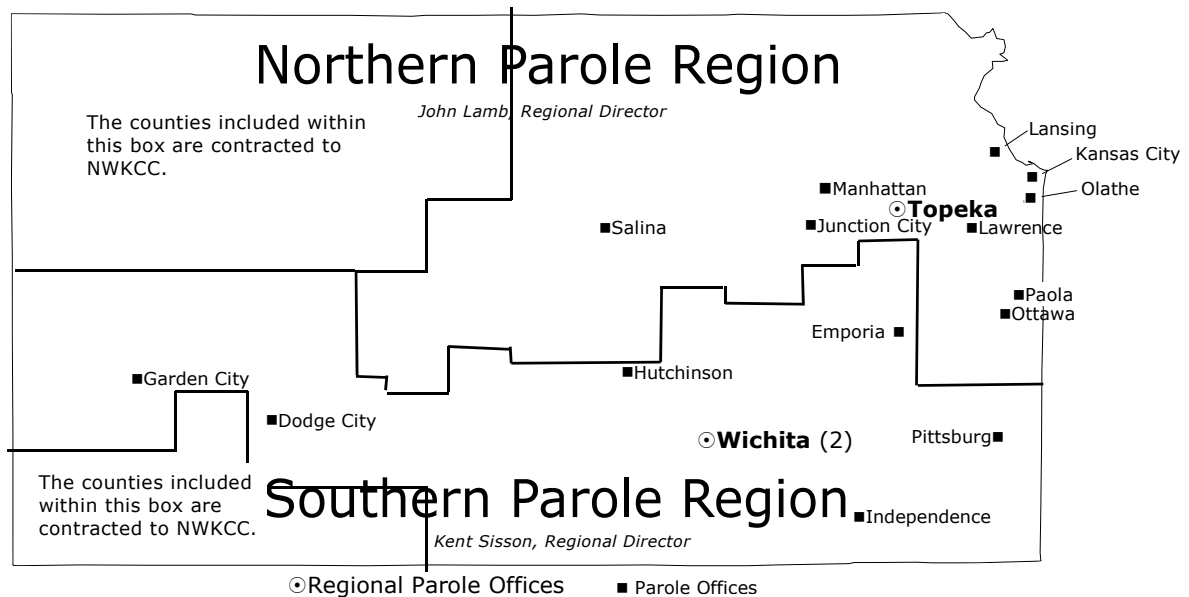 Northern Parole Region
John Lamb, Regional Director
The counties included within
this box are contracted to
NWKCC.
Lansing
Kansas City
Olathe
Manhattan
Topeka
Junction City
Lawrence
Salina
Paola
Ottawa
Emporia
Hutchinson
Garden City
Dodge City
Wichita (2)
Pittsburg
The counties included
within this box are
contracted to NWKCC.
Southern Parole Region
Independence
Kent Sisson, Regional Director
Regional Parole Offices
Parole Offices